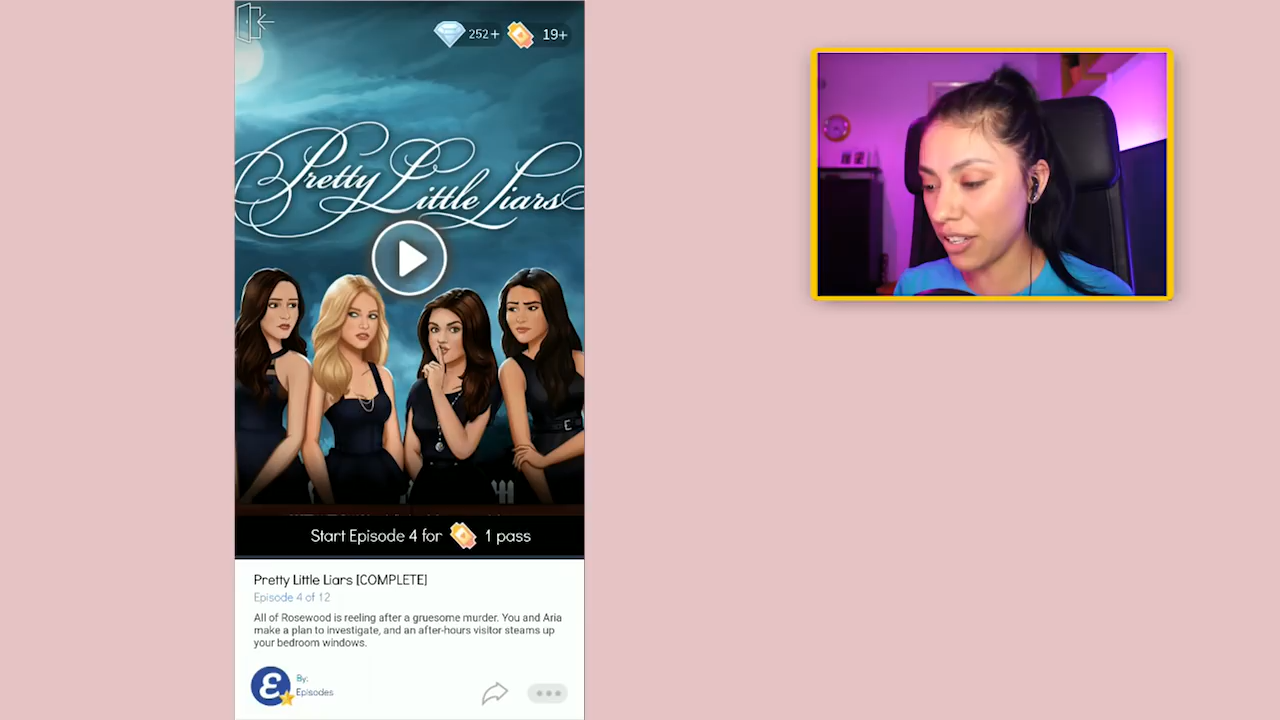 252+
19+
Pretty Little Liars
Start Episode 4 for 1 pass
Pretty Little Liars [COMPLETE]
Episode 4 of 12
All of Rosewood is reeling after a gruesome murder. You and Aria
make a plan to investigate, and an after-hours visitor steams up
your bedroom windows.
By:
Episodes